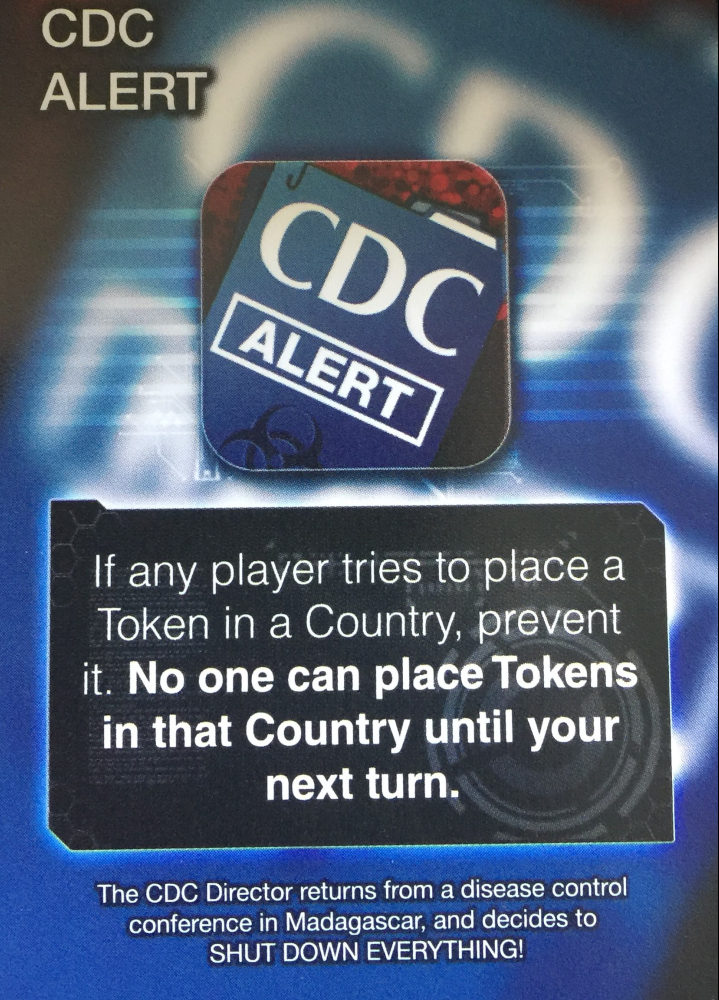 CDC
ALERT
CDC
ALERT
If any player tries to place a
Token in a Country, prevent
it. No one can place Tokens
in that Country until your
next turn.
The CDC Director returns from a disease control
conference in Madagascar, and decides to
SHUT DOWN EVERYTHING!